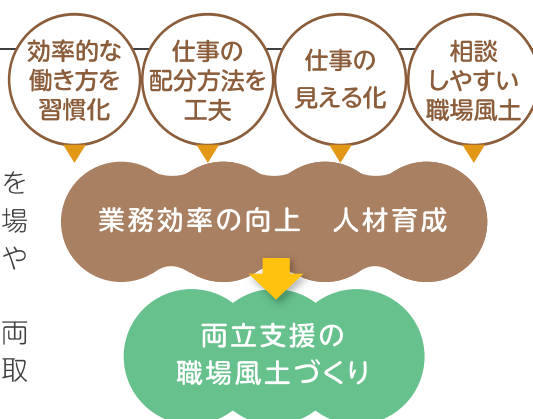 効率的な
働き方を
習慣化
仕事の
配分方法を
工夫
仕事の
見える化
相談
しやすい
職場風土
業務効率の向上　人材育成
両立支援の
職場風土づくり
を
場
や
両
取